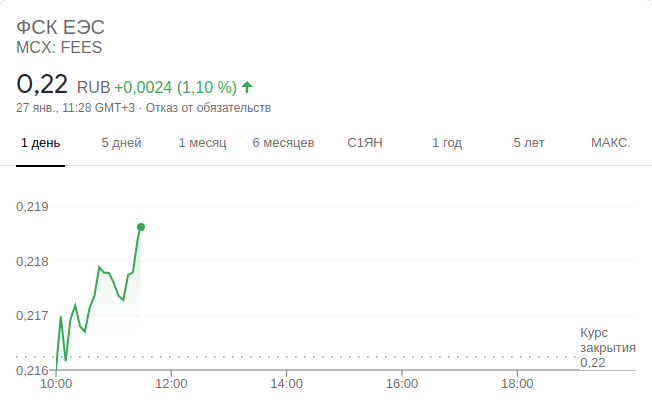 ФСК ЕЭС
MCX: FEES
0,22 RUB +0,0024 (1,10 %)
27 янв., 11:28 GMT+3 · Отказ от обязательств
1 день 5 дней 1 месяц 6 месяцев С1ЯН 1 год 5 лет МАКС.
0,219
0,218
0,217
0,216
Курс
закрытия
0,22
10:00 12:00 14:00 16:00 18:00